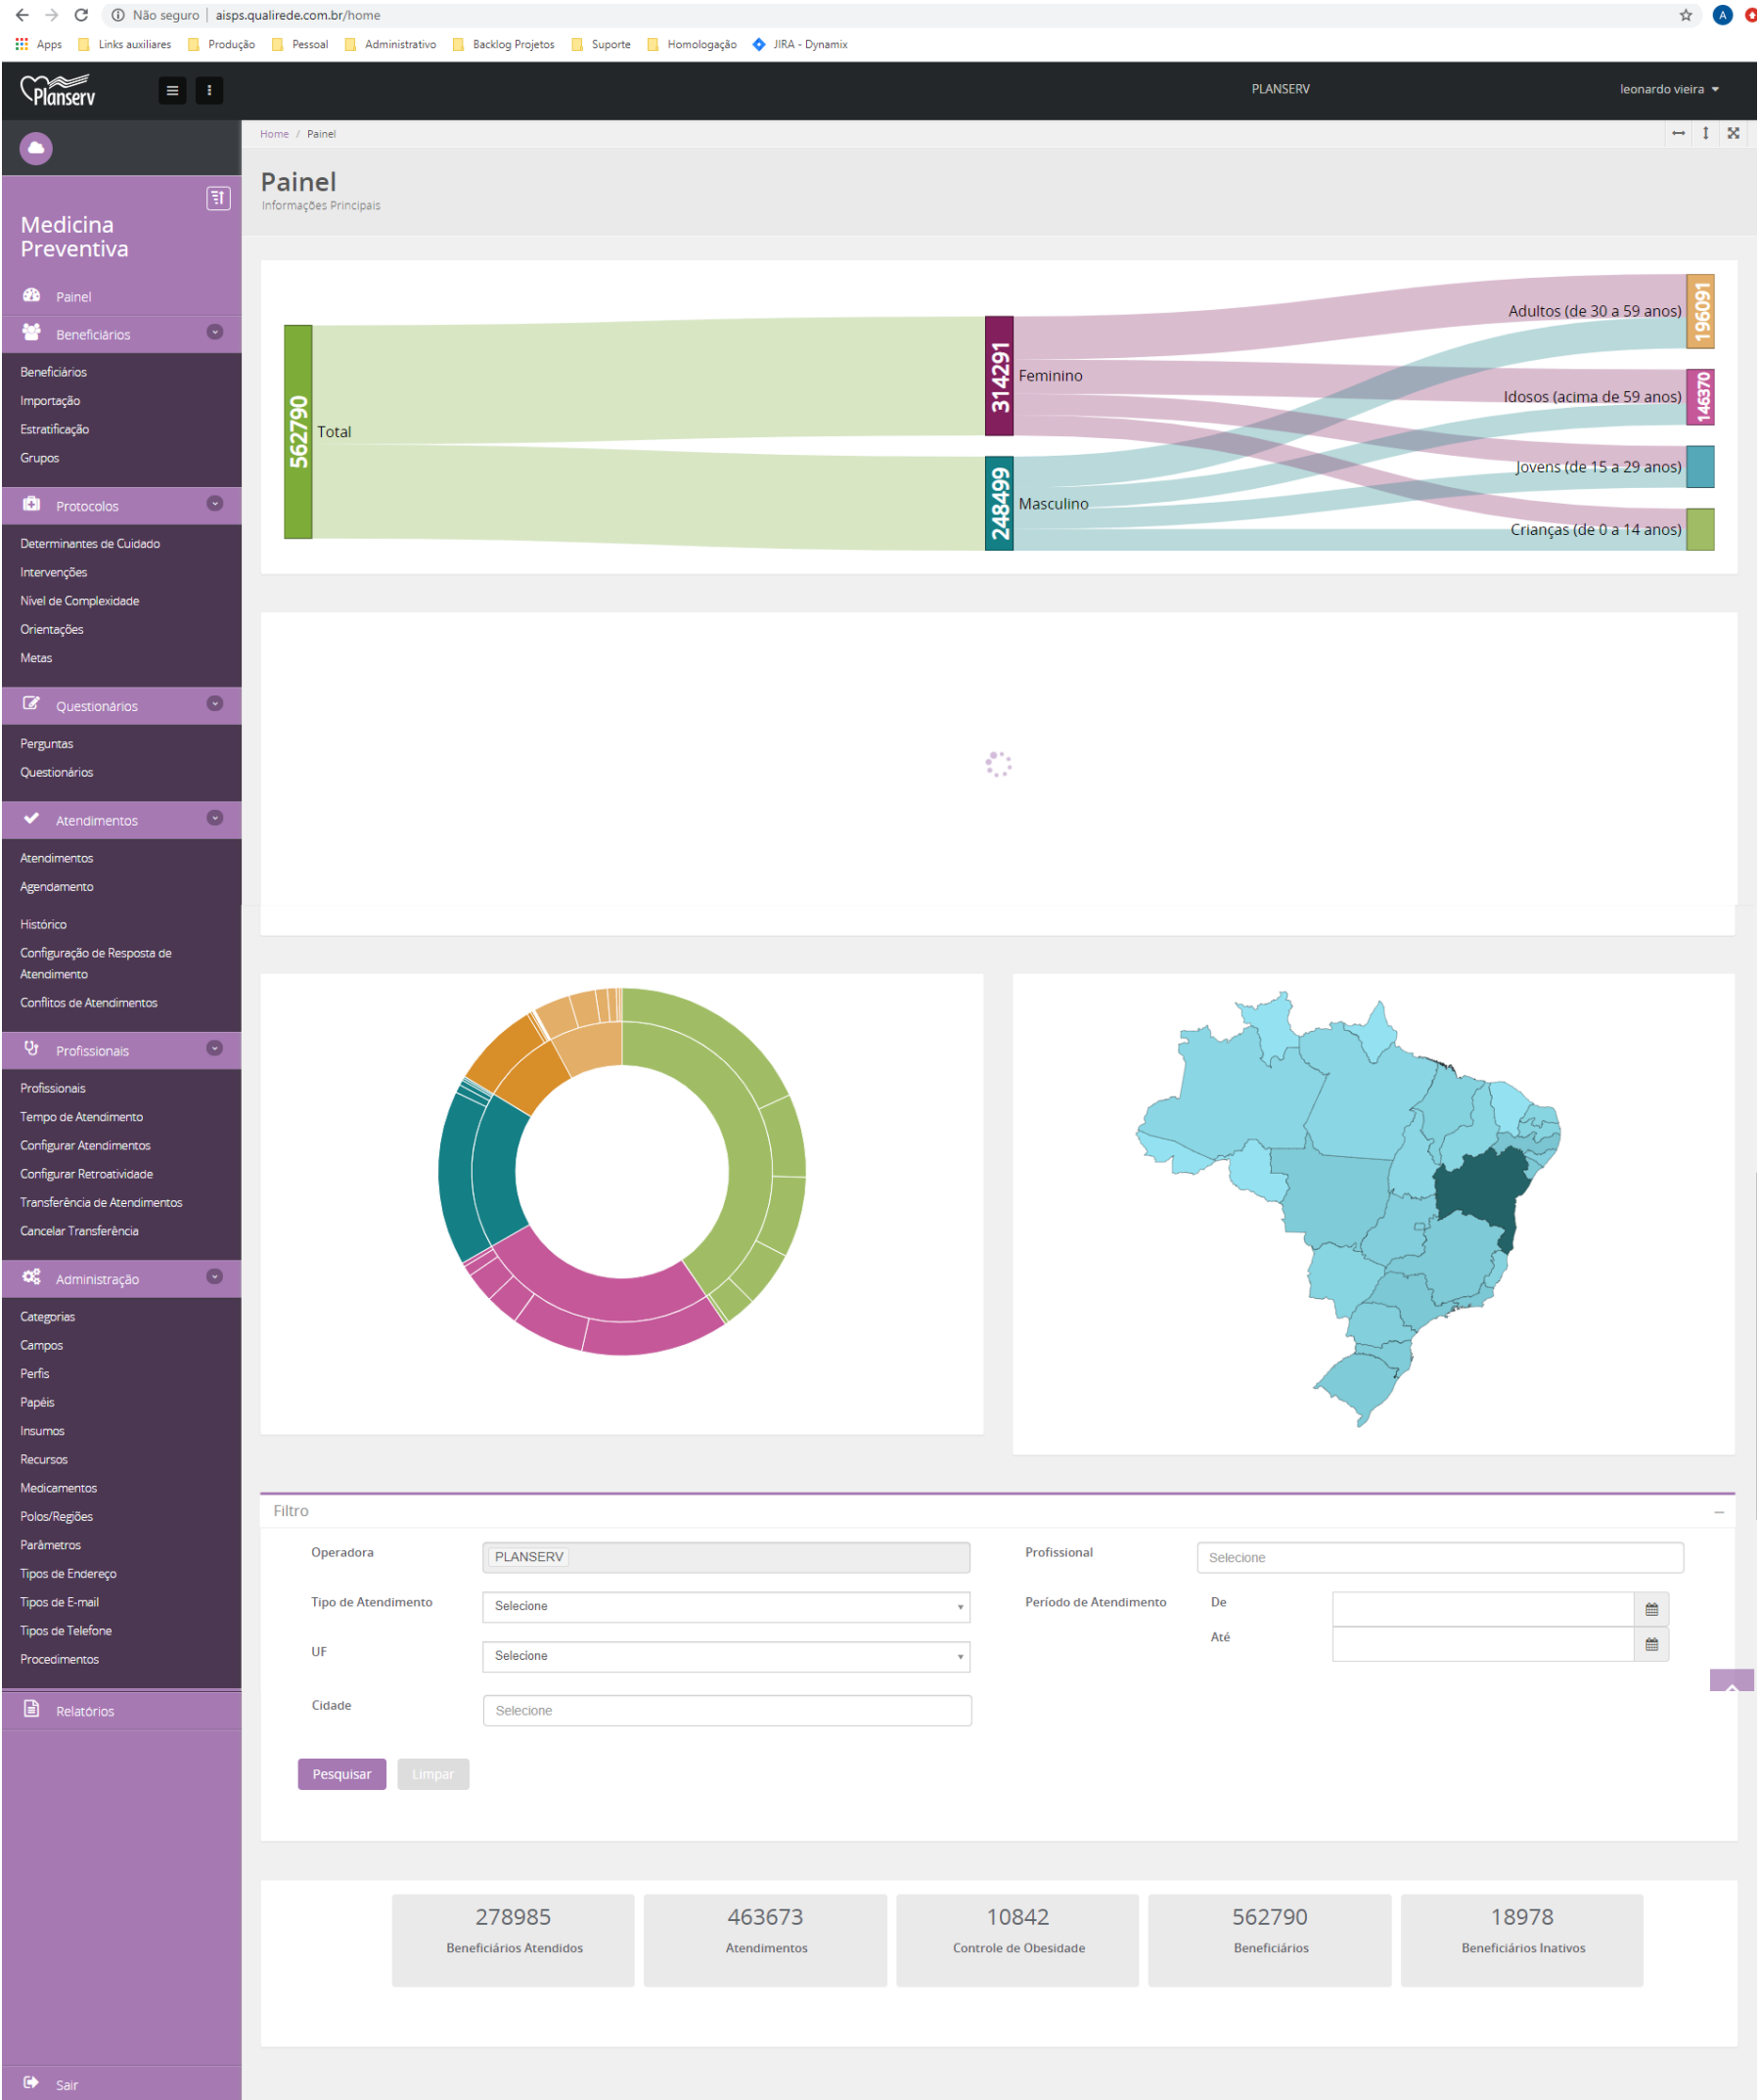 Não seguro | aisps.qualirede.com.br/home
A
Apps Links auxiliares Produção Pessoal Administrativo Backlog Projetos Suporte Homologação JIRA - Dynamix
Planserv
PLANSERV
leonardo vieira
Home / Painel
Painel
Informações Principais
Medicina
Preventiva
Painel
Beneficiários
Beneficiários
Importação
Estratificação
Grupos
Protocolos
Determinantes de Cuidado
Intervenções
Nível de Complexidade
Orientações
Metas
Questionários
Perguntas
Questionários
Atendimentos
Atendimentos
Agendamento
Histórico
Configuração de Resposta de
Atendimento
Conflitos de Atendimentos
Profissionais
Profissionais
Tempo de Atendimento
Configurar Atendimentos
Configurar Retroatividade
Transferência de Atendimentos
Cancelar Transferência
Administração
Categorias
Campos
Perfis
Papéis
Insumos
Recursos
Medicamentos
Polos/Regiões
Parâmetros
Tipos de Endereço
Tipos de E-mail
Tipos de Telefone
Procedimentos
Relatórios
Sair
562790
Total
314291
Feminino
248499
Masculino
Adultos (de 30 a 59 anos)
196091
Idosos (acima de 59 anos)
146370
Jovens (de 15 a 29 anos)
Crianças (de 0 a 14 anos)
Filtro
Operadora
PLANSERV
Profissional
Selecione
Tipo de Atendimento
Selecione
Período de Atendimento
De
Até
UF
Selecione
Cidade
Selecione
Pesquisar
Limpar
278985
Beneficiários Atendidos
463673
Atendimentos
10842
Controle de Obesidade
562790
Beneficiários
18978
Beneficiários Inativos